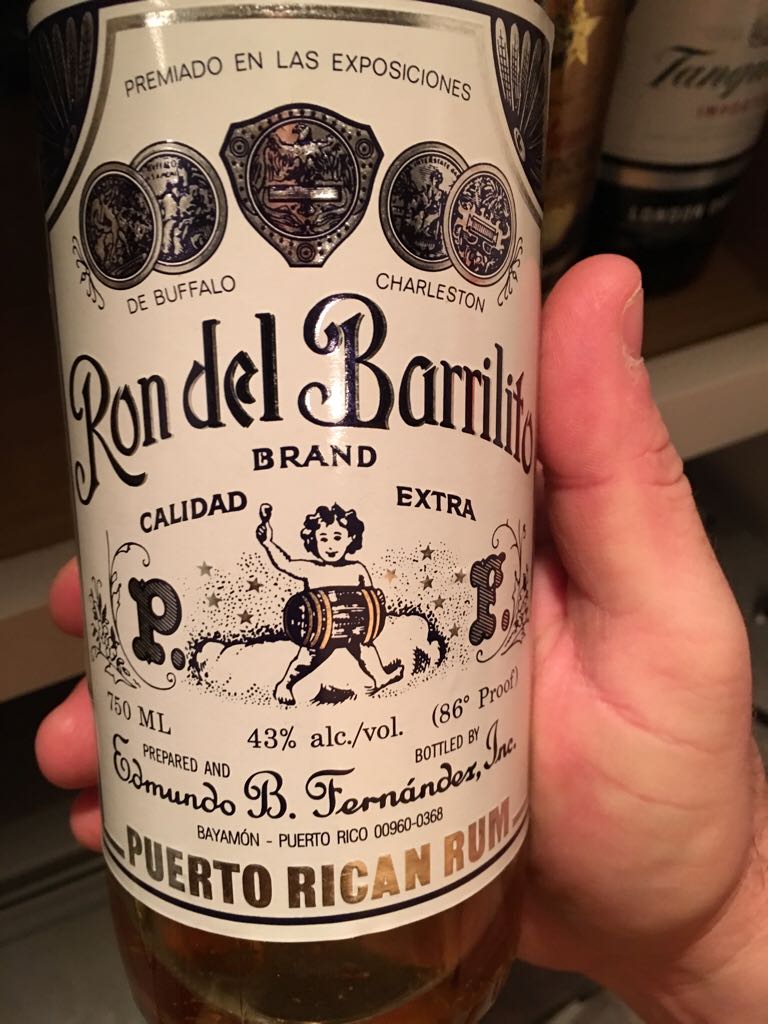 PREMIADO EN LAS EXPOSICIONES
DE BUFFALO
CHARLESTON
Ron del Barrilito
BRAND
CALIDAD EXTRA
P. F.
750 ML 43% alc./vol. (86° Proof)
PREPARED AND BOTTLED BY
Edmundo B. Fernández, Inc.
BAYAMÓN - PUERTO RICO 00960-0368
PUERTO RICAN RUM